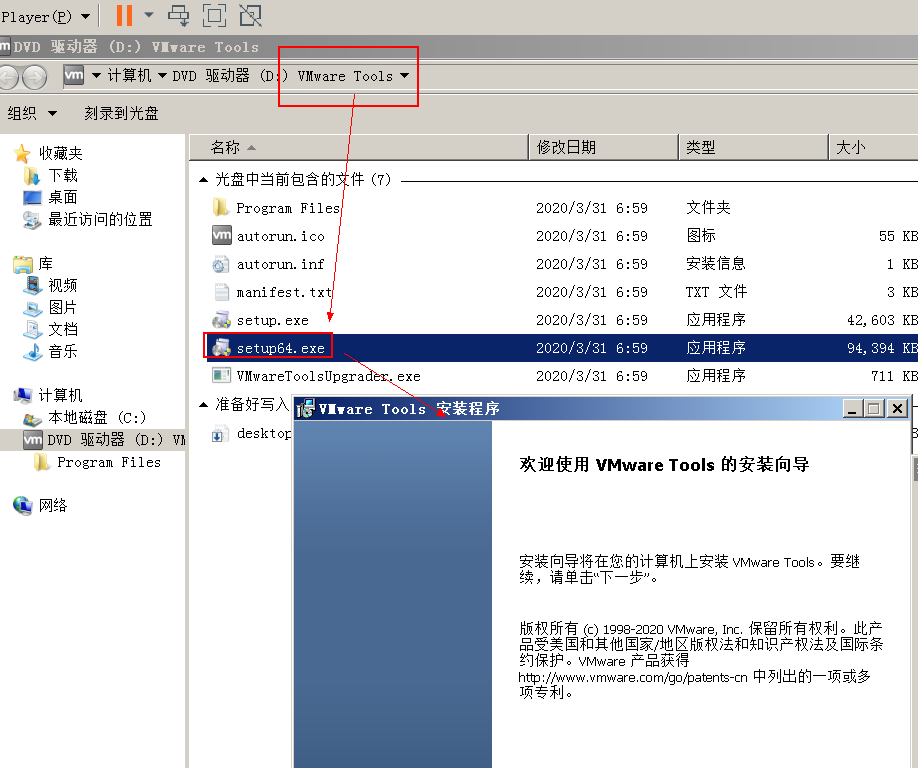 Player(P)
DVD 驱动器 (D:) VMware Tools
vm 计算机 DVD 驱动器 (D:) VMware Tools
组织 刻录到光盘
名称 修改日期 类型 大小
收藏夹
下载
桌面
最近访问的位置
库
视频
图片
文档
音乐
计算机
本地磁盘 (C:)
vm DVD 驱动器 (D:) VM
Program Files
网络
光盘中当前包含的文件 (7)
Program Files 2020/3/31 6:59 文件夹
vm autorun.ico 2020/3/31 6:59 图标 55 KB
autorun.inf 2020/3/31 6:59 安装信息 1 KB
manifest.txt 2020/3/31 6:59 TXT 文件 3 KB
setup.exe 2020/3/31 6:59 应用程序 42,603 KB
setup64.exe 2020/3/31 6:59 应用程序 94,394 KB
VMwareToolsUpgrader.exe 2020/3/31 6:59 应用程序 711 KB
准备好写入
desktop
VMware Tools 安装程序
欢迎使用 VMware Tools 的安装向导
安装向导将在您的计算机上安装 VMware Tools。要继
续，请单击“下一步”。
版权所有 (c) 1998-2020 VMware, Inc. 保留所有权利。此产
品受美国和其他国家/地区版权法和知识产权法及国际条
约保护。VMware 产品获得
http://www.vmware.com/go/patents-cn 中列出的一项或多
项专利。